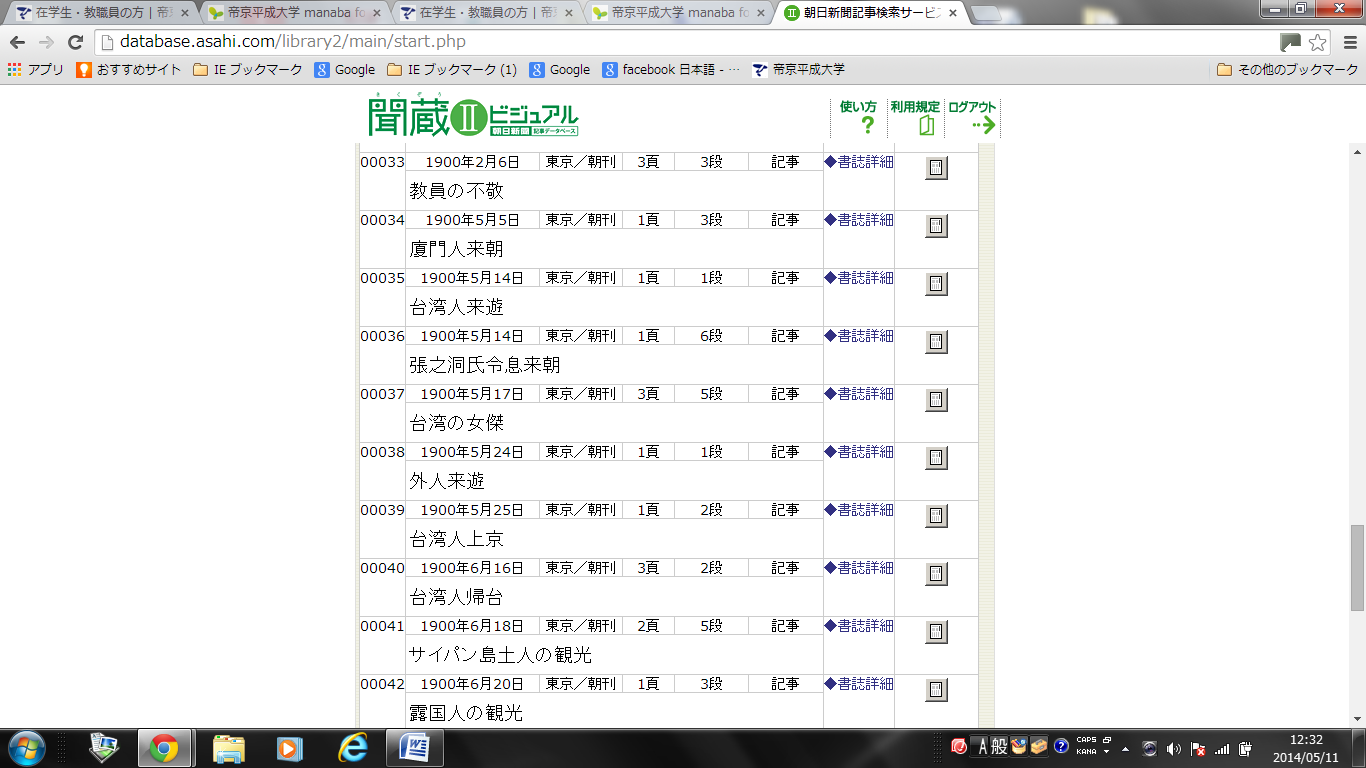 在学生・教職員の方 | 帝京
帝京平成大学 manaba fo
在学生・教職員の方 | 帝京
帝京平成大学 manaba fo
朝日新聞記事検索サービス
database.asahi.com/library2/main/start.php
アプリ おすすめサイト IE ブックマーク Google IE ブックマーク (1) Google facebook 日本語 - … 帝京平成大学 その他のブックマーク
きくぞう
聞蔵Ⅱビジュアル
朝日新聞 記事データベース
使い方 ? 利用規定 ログアウト
00033 1900年2月6日 東京／朝刊 3頁 3段 記事 ◆書誌詳細
教員の不敬
00034 1900年5月5日 東京／朝刊 1頁 3段 記事 ◆書誌詳細
廈門人来朝
00035 1900年5月14日 東京／朝刊 1頁 1段 記事 ◆書誌詳細
台湾人来遊
00036 1900年5月14日 東京／朝刊 1頁 6段 記事 ◆書誌詳細
張之洞氏令息来朝
00037 1900年5月17日 東京／朝刊 3頁 5段 記事 ◆書誌詳細
台湾の女傑
00038 1900年5月24日 東京／朝刊 1頁 1段 記事 ◆書誌詳細
外人来遊
00039 1900年5月25日 東京／朝刊 1頁 2段 記事 ◆書誌詳細
台湾人上京
00040 1900年6月16日 東京／朝刊 3頁 2段 記事 ◆書誌詳細
台湾人帰台
00041 1900年6月18日 東京／朝刊 2頁 5段 記事 ◆書誌詳細
サイパン島土人の観光
00042 1900年6月20日 東京／朝刊 1頁 3段 記事 ◆書誌詳細
露国人の観光
A 般 CAPS KANA 12:32
2014/05/11